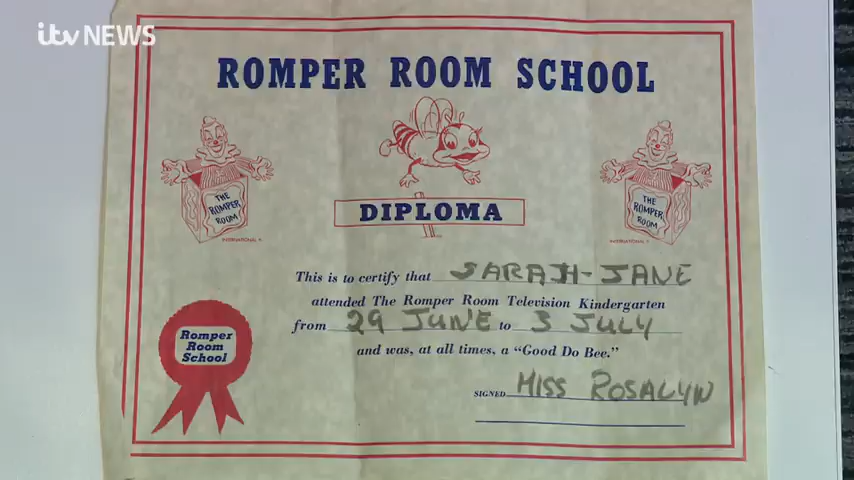 itv NEWS
ROMPER ROOM SCHOOL
THE ROMPER ROOM
INTERNATIONAL
THE ROMPER ROOM
INTERNATIONAL
DIPLOMA
This is to certify that SARAH-JANE
attended The Romper Room Television Kindergarten
from 29 JUNE to 3 JULY
and was, at all times, a "Good Do Bee."
Romper
Room
School
SIGNED MISS ROSALYN